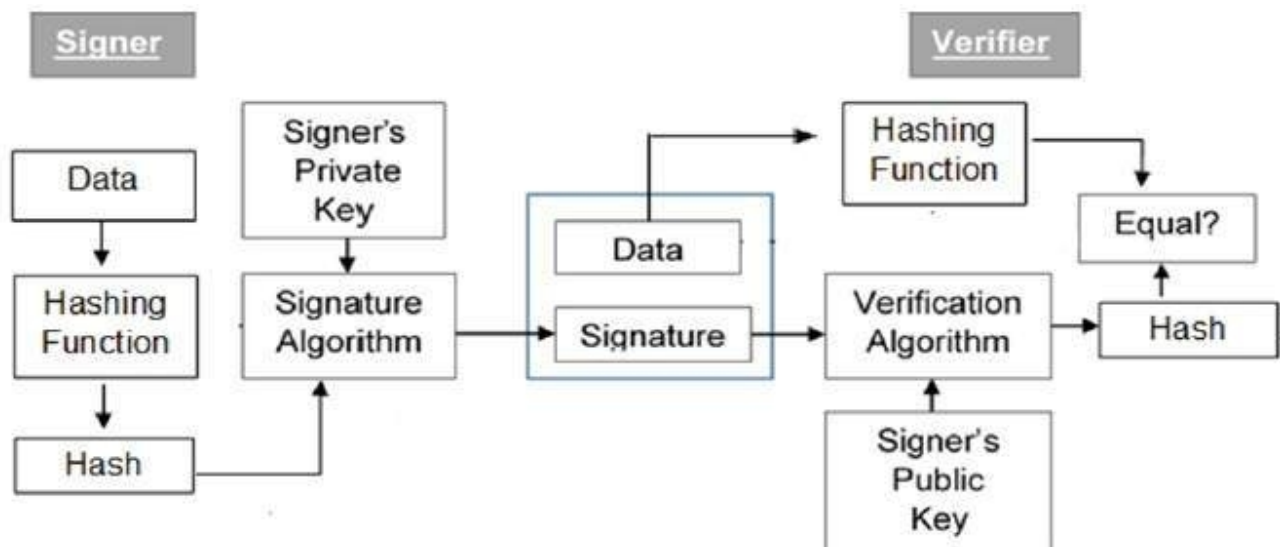 Signer
Verifier
Data
Hashing
Function
Hash
Signer's
Private
Key
Signature
Algorithm
Data
Signature
Hashing
Function
Equal?
Verification
Algorithm
Hash
Signer's
Public
Key